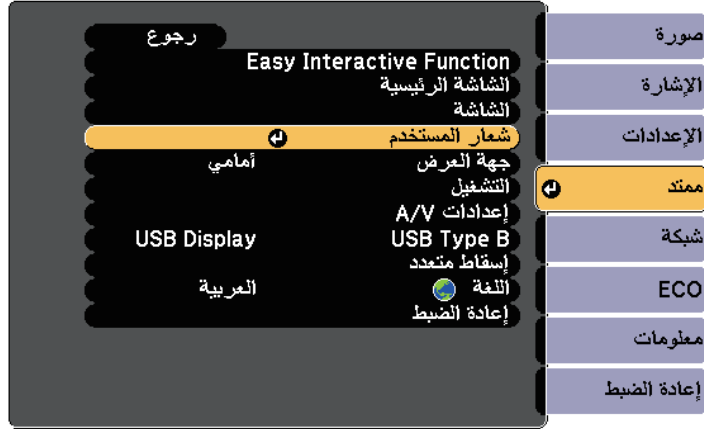 رجوع
Easy Interactive Function
الشاشة الرئيسية
الشاشة
شعار المستخدم
جهة العرض أمامي
التشغيل
إعدادات A/V
USB Type B USB Display
إسقاط متعدد
اللغة العربية
إعادة الضبط
صورة
الإشارة
الإعدادات
ممتد
شبكة
ECO
معلومات
إعادة الضبط